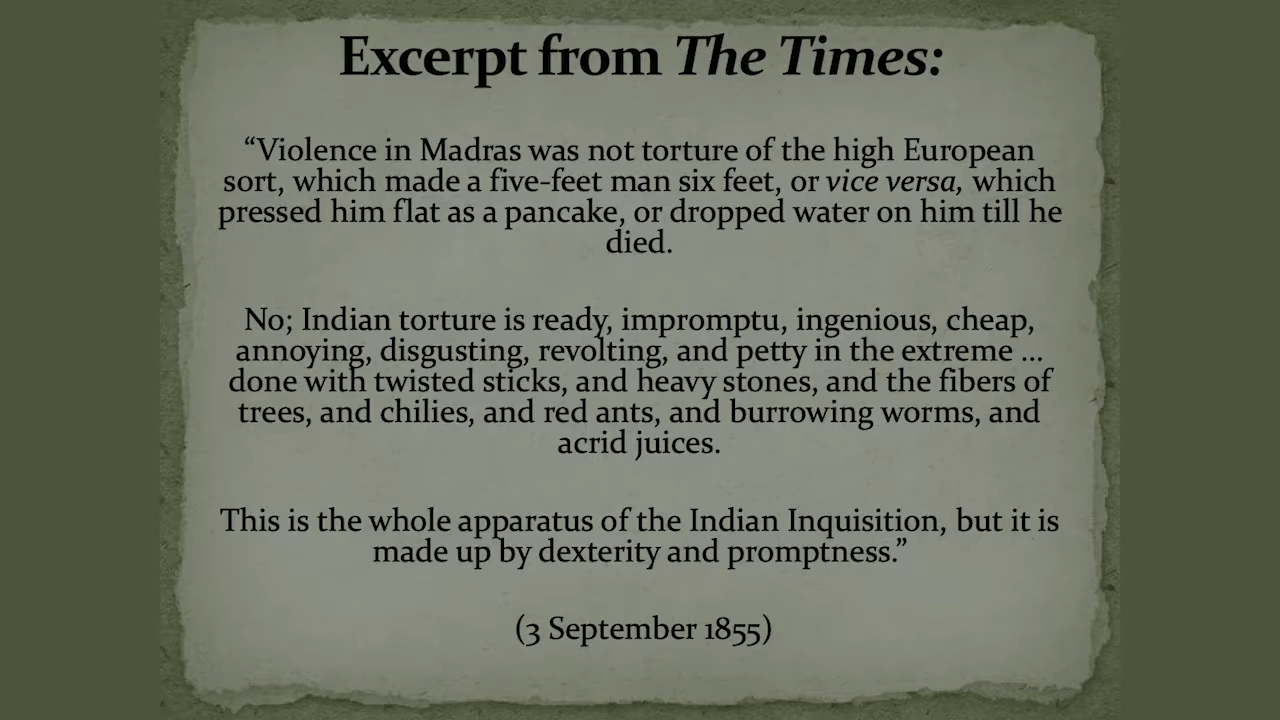 Excerpt from The Times:
“Violence in Madras was not torture of the high European
sort, which made a five-feet man six feet, or vice versa, which
pressed him flat as a pancake, or dropped water on him till he
died.
No; Indian torture is ready, impromptu, ingenious, cheap,
annoying, disgusting, revolting, and petty in the extreme ...
done with twisted sticks, and heavy stones, and the fibers of
trees, and chilies, and red ants, and burrowing worms, and
acrid juices.
This is the whole apparatus of the Indian Inquisition, but it is
made up by dexterity and promptness.”
(3 September 1855)